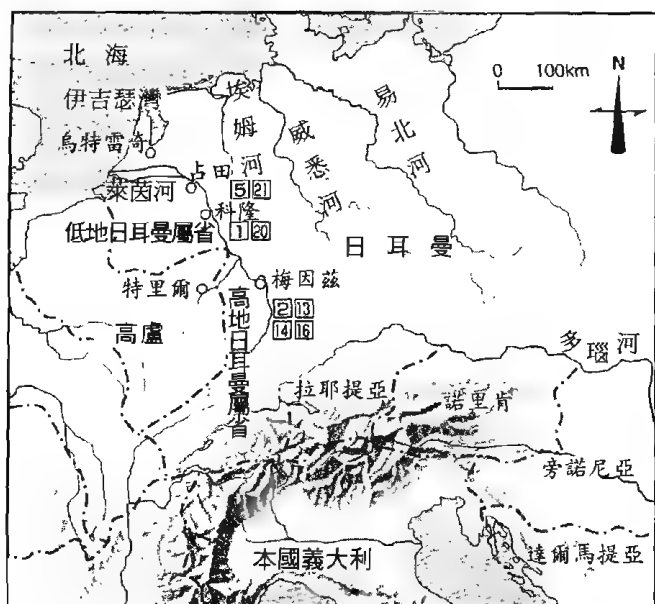 北海
N
0 100km
伊吉瑟灣
烏特雷奇
埃姆河
威悉河
易北河
占田
5 21
萊茵河
科隆
1 20
低地日耳曼屬省
日耳曼
特里爾
梅因茲
2 13
14 16
高盧
高地日耳曼屬省
多瑙河
拉耶提亞
諾里肯
旁諾尼亞
本國義大利
達爾馬提亞